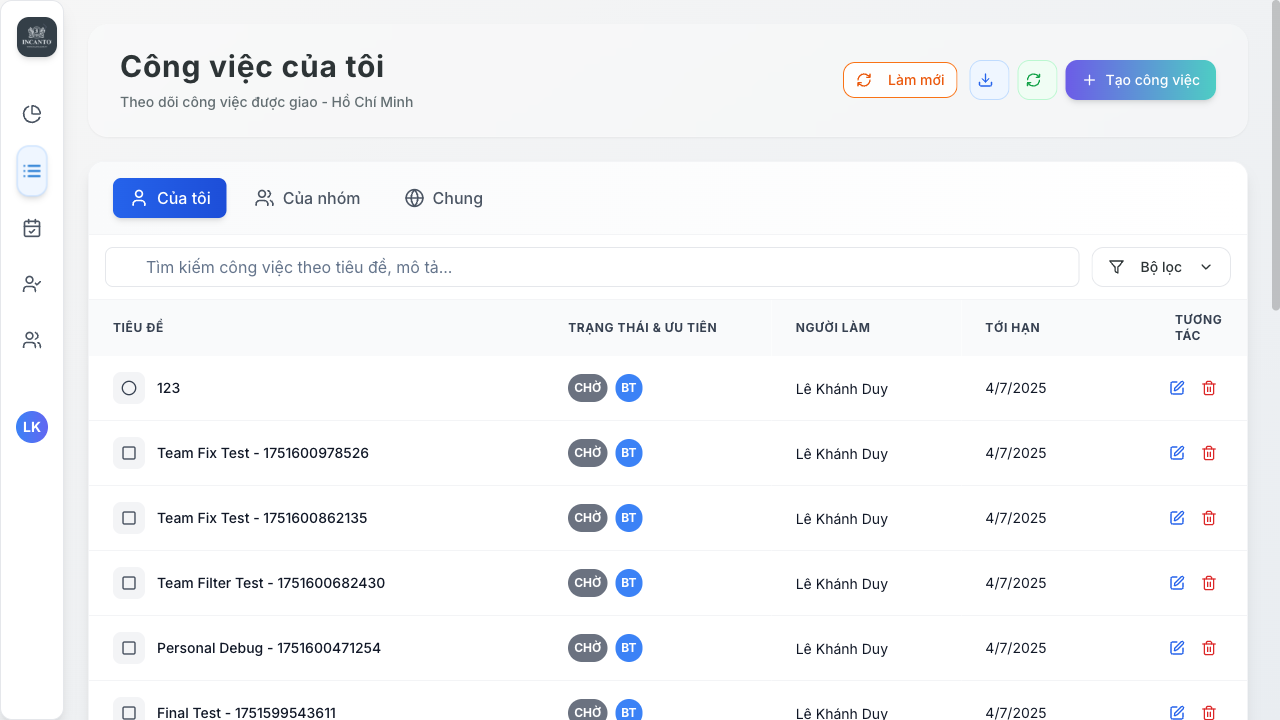 INCANTO
Công việc của tôi
Theo dõi công việc được giao - Hồ Chí Minh
Làm mới
Tạo công việc
Của tôi
Của nhóm
Chung
Tìm kiếm công việc theo tiêu đề, mô tả...
Bộ lọc
TIÊU ĐỀ
TRẠNG THÁI & ƯU TIÊN
NGƯỜI LÀM
TỚI HẠN
TƯƠNG
TÁC
123
CHỜ
BT
Lê Khánh Duy
4/7/2025
Team Fix Test - 1751600978526
CHỜ
BT
Lê Khánh Duy
4/7/2025
Team Fix Test - 1751600862135
CHỜ
BT
Lê Khánh Duy
4/7/2025
Team Filter Test - 1751600682430
CHỜ
BT
Lê Khánh Duy
4/7/2025
Personal Debug - 1751600471254
CHỜ
BT
Lê Khánh Duy
4/7/2025
Final Test - 1751599543611
CHỜ
BT
Lê Khánh Duy
4/7/2025
LK